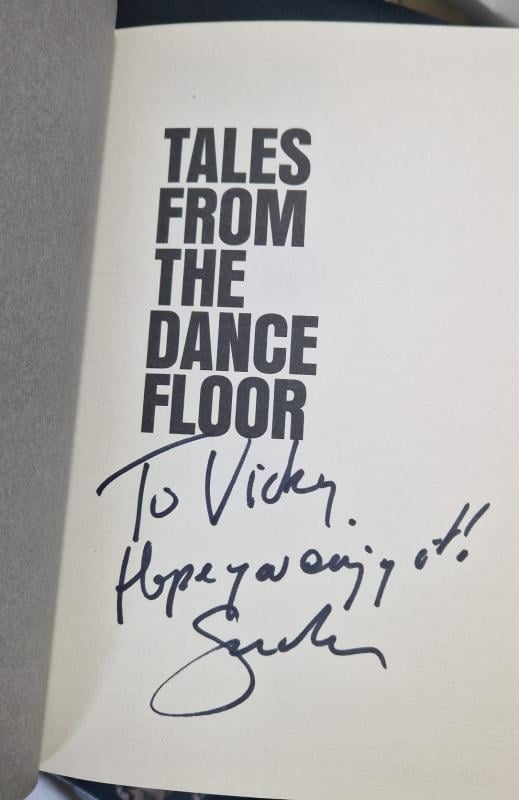 TALES
FROM
THE
DANCE
FLOOR
To Vicky.
Hope you enjoy it!!